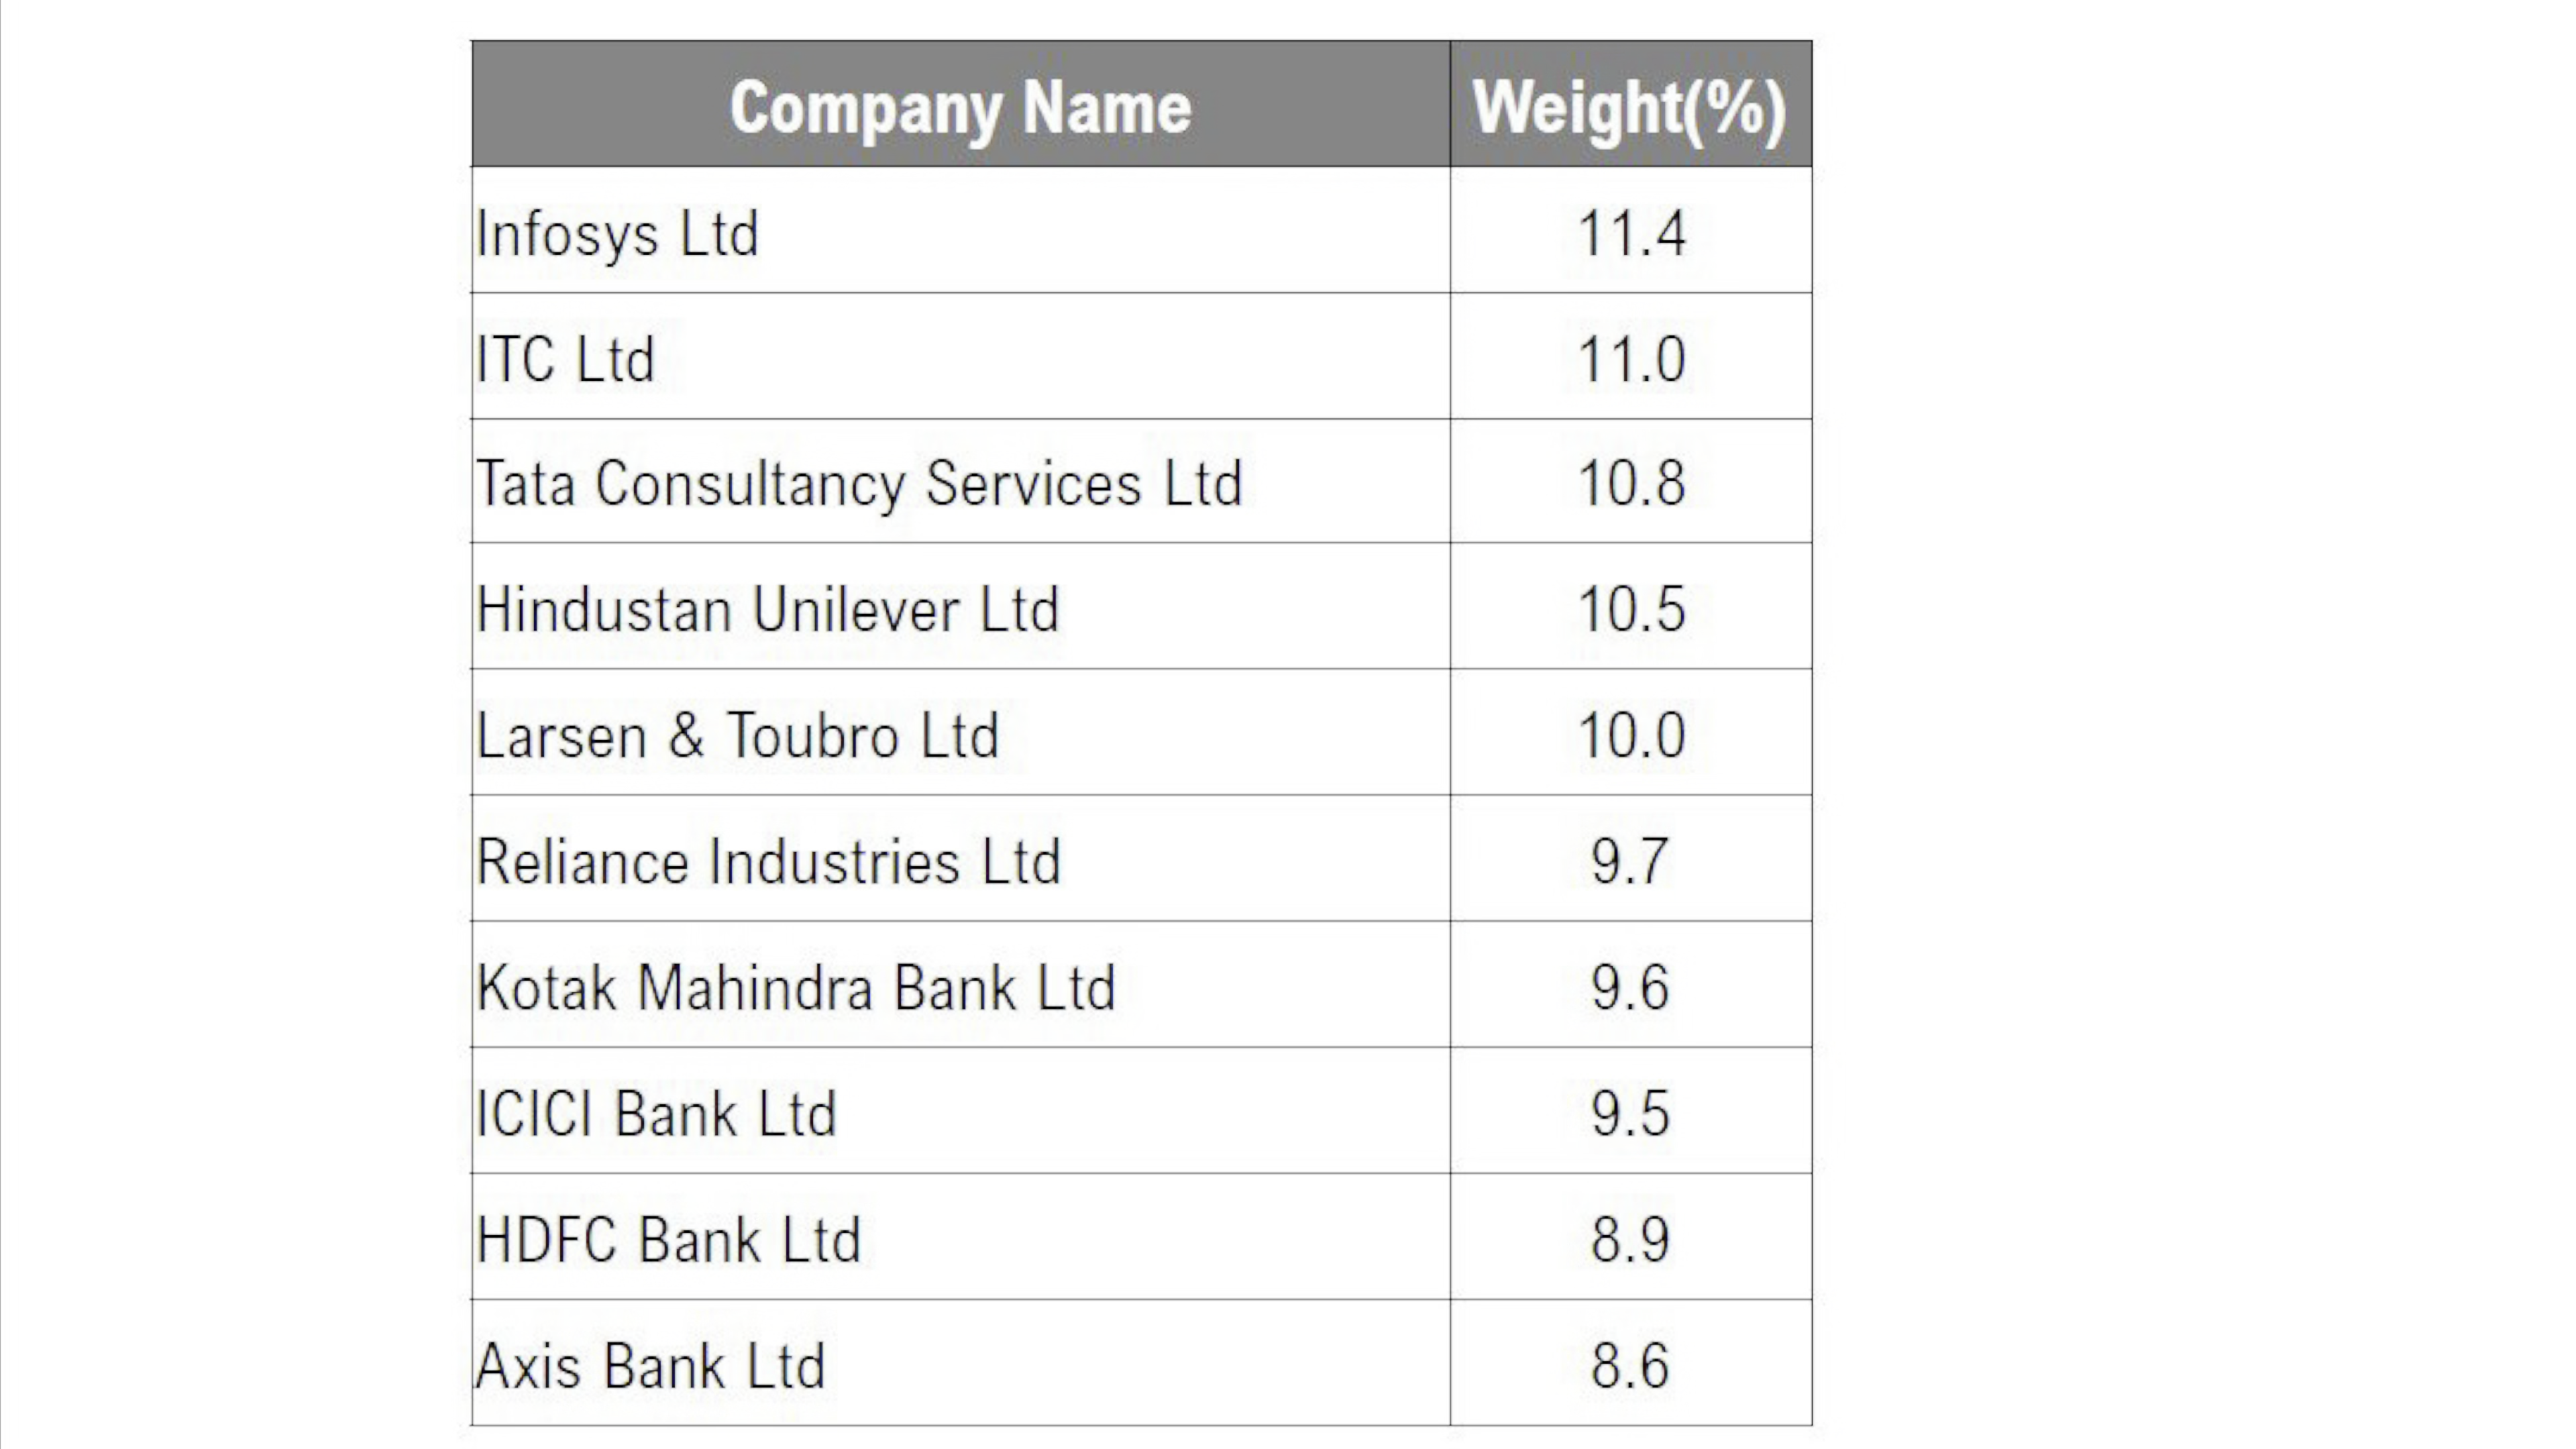 Company Name Weight(%)
Infosys Ltd 11.4
ITC Ltd 11.0
Tata Consultancy Services Ltd 10.8
Hindustan Unilever Ltd 10.5
Larsen & Toubro Ltd 10.0
Reliance Industries Ltd 9.7
Kotak Mahindra Bank Ltd 9.6
ICICI Bank Ltd 9.5
HDFC Bank Ltd 8.9
Axis Bank Ltd 8.6